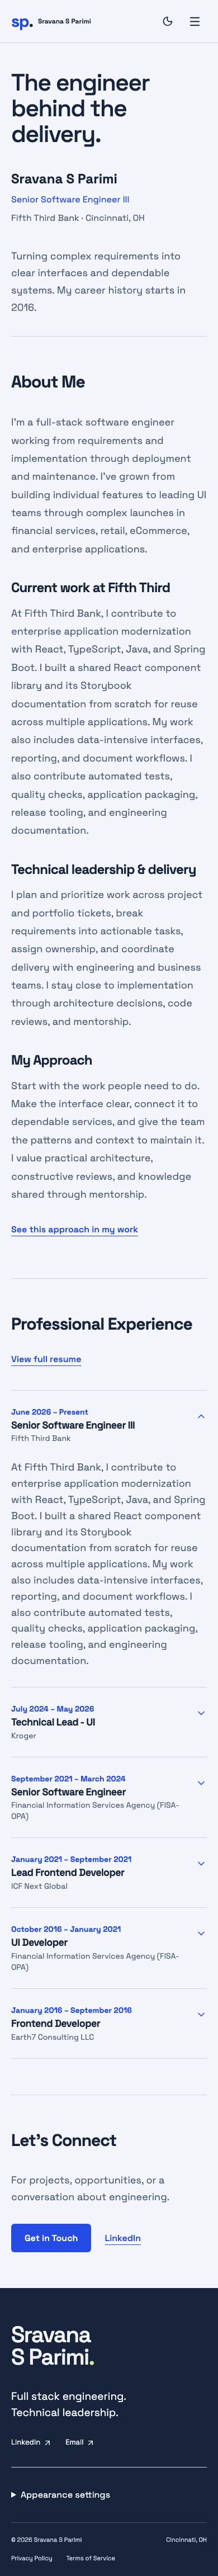 sp. Sravana S Parimi
The engineer
behind the
delivery.
Sravana S Parimi
Senior Software Engineer III
Fifth Third Bank · Cincinnati, OH
Turning complex requirements into
clear interfaces and dependable
systems. My career history starts in
2016.
About Me
I'm a full-stack software engineer
working from requirements and
implementation through deployment
and maintenance. I've grown from
building individual features to leading UI
teams through complex launches in
financial services, retail, eCommerce,
and enterprise applications.
Current work at Fifth Third
At Fifth Third Bank, I contribute to
enterprise application modernization
with React, TypeScript, Java, and Spring
Boot. I built a shared React component
library and its Storybook
documentation from scratch for reuse
across multiple applications. My work
also includes data-intensive interfaces,
reporting, and document workflows. I
also contribute automated tests,
quality checks, application packaging,
release tooling, and engineering
documentation.
Technical leadership & delivery
I plan and prioritize work across project
and portfolio tickets, break
requirements into actionable tasks,
assign ownership, and coordinate
delivery with engineering and business
teams. I stay close to implementation
through architecture decisions, code
reviews, and mentorship.
My Approach
Start with the work people need to do.
Make the interface clear, connect it to
dependable services, and give the team
the patterns and context to maintain it.
I value practical architecture,
constructive reviews, and knowledge
shared through mentorship.
See this approach in my work
Professional Experience
View full resume
June 2026 – Present
Senior Software Engineer III
Fifth Third Bank
At Fifth Third Bank, I contribute to
enterprise application modernization
with React, TypeScript, Java, and Spring
Boot. I built a shared React component
library and its Storybook
documentation from scratch for reuse
across multiple applications. My work
also includes data-intensive interfaces,
reporting, and document workflows. I
also contribute automated tests,
quality checks, application packaging,
release tooling, and engineering
documentation.
July 2024 – May 2026
Technical Lead - UI
Kroger
September 2021 – March 2024
Senior Software Engineer
Financial Information Services Agency (FISA-
OPA)
January 2021 – September 2021
Lead Frontend Developer
ICF Next Global
October 2016 – January 2021
UI Developer
Financial Information Services Agency (FISA-
OPA)
January 2016 – September 2016
Frontend Developer
Earth7 Consulting LLC
Let's Connect
For projects, opportunities, or a
conversation about engineering.
Get in Touch LinkedIn
Sravana
S Parimi.
Full stack engineering.
Technical leadership.
LinkedIn ↗ Email ↗
▶ Appearance settings
© 2026 Sravana S Parimi Cincinnati, OH
Privacy Policy Terms of Service